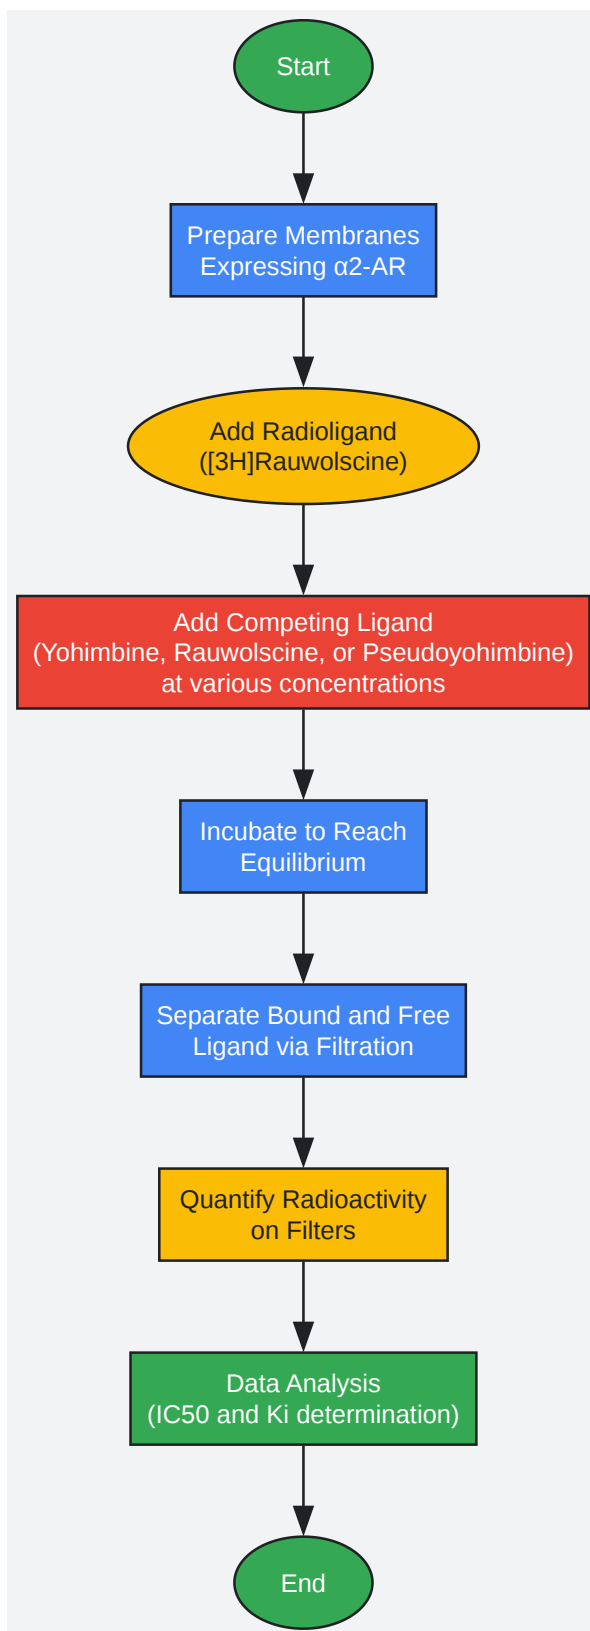 Start
Prepare Membranes
Expressing α2-AR
Add Radioligand
([3H]Rauwolscine)
Add Competing Ligand
(Yohimbine, Rauwolscine, or Pseudoyohimbine)
at various concentrations
Incubate to Reach
Equilibrium
Separate Bound and Free
Ligand via Filtration
Quantify Radioactivity
on Filters
Data Analysis
(IC50 and Ki determination)
End